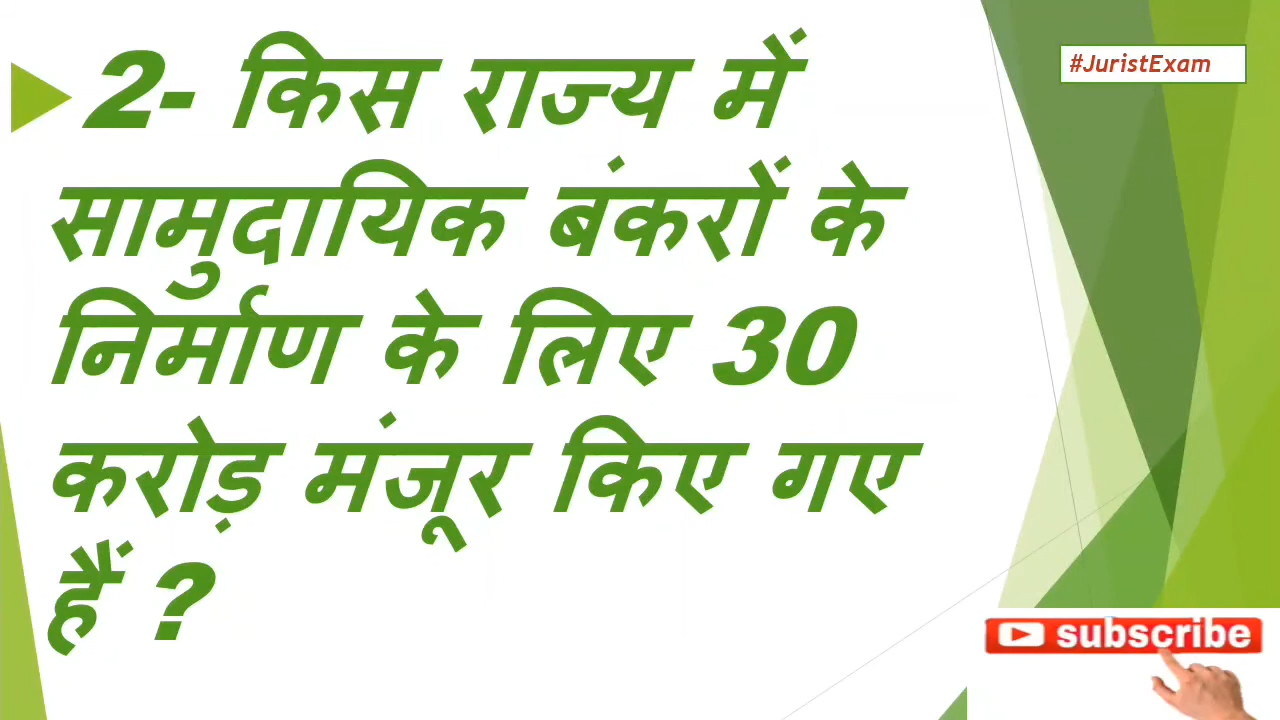 #JuristExam
2- किस राज्य में
सामुदायिक बंकरों के
निर्माण के लिए 30
करोड़ मंजूर किए गए
हैं ?
subscribe